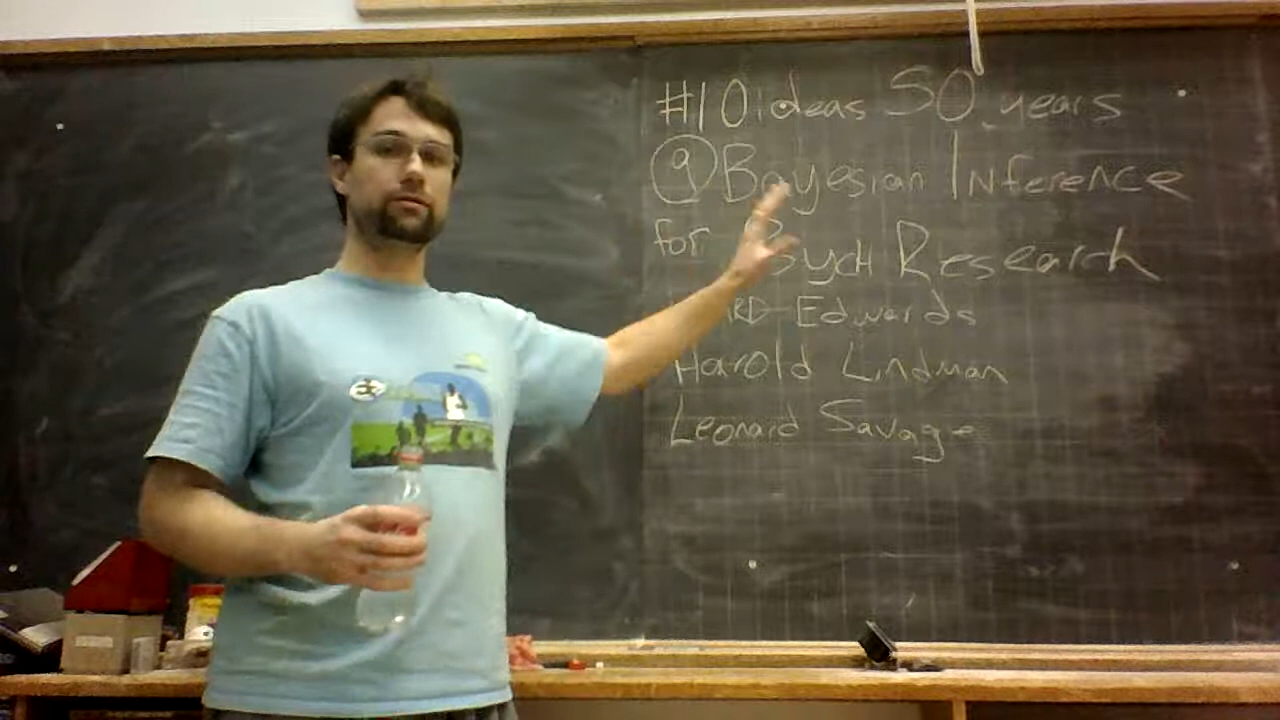 #10 ideas 50 years
9 Bayesian Inference
for Psych Research
Edwards
Harold Lindman
Leonard Savage